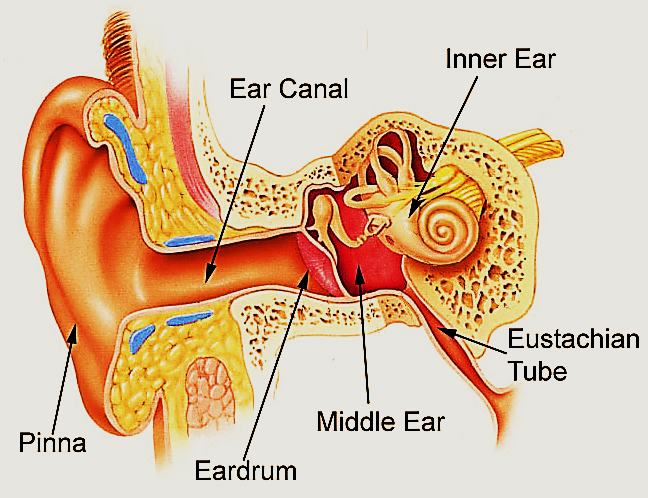 Inner Ear
Ear Canal
Eustachian
Tube
Middle Ear
Pinna
Eardrum